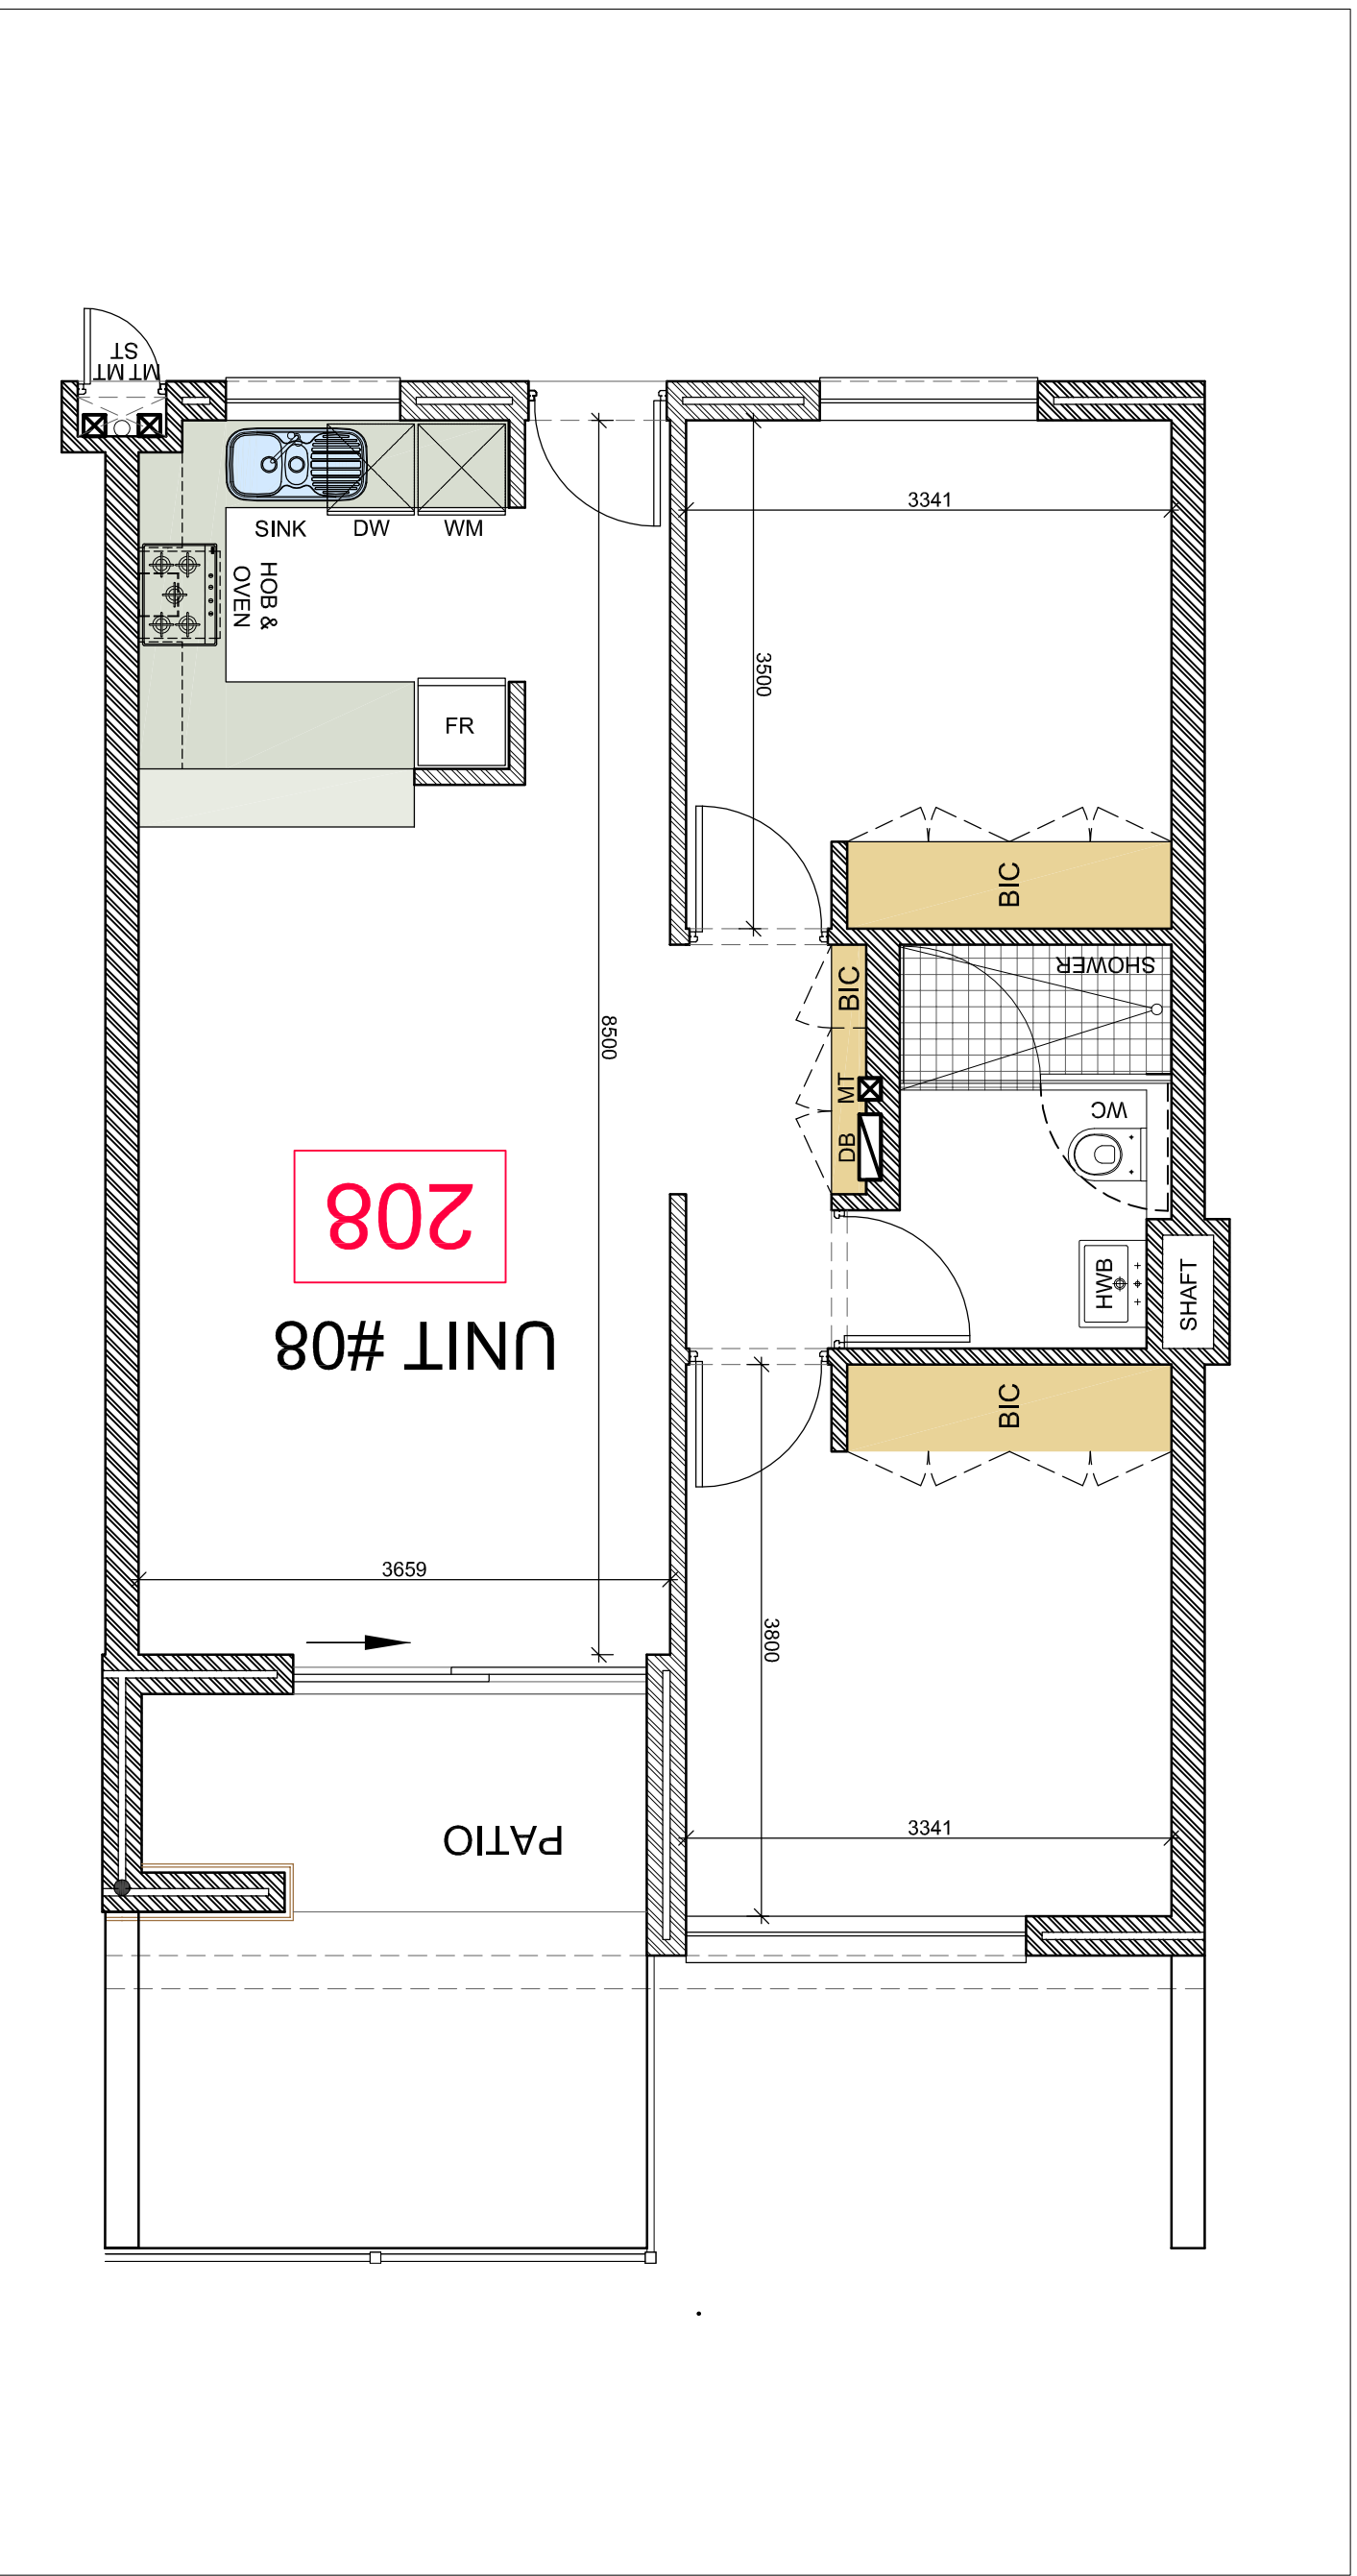 MT MT
ST
SINK
DW
WM
HOB &
OVEN
FR
3341
3500
BIC
BIC
MT
DB
SHOWER
WC
HWB
SHAFT
8500
208
UNIT #08
BIC
3659
3800
PATIO
3341